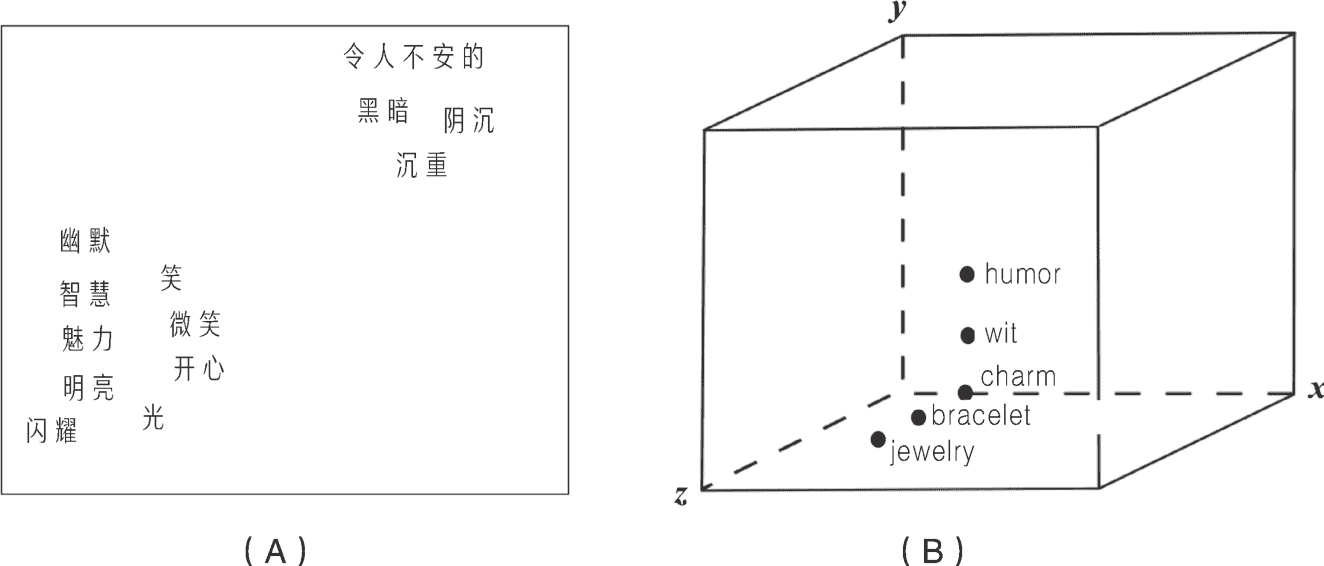 令人不安的
黑暗 阴沉
沉重
幽默
笑
智慧
微笑
魅力
开心
明亮
光
闪耀
(A)
y
humor
wit
charm
x
bracelet
jewelry
z
(B)